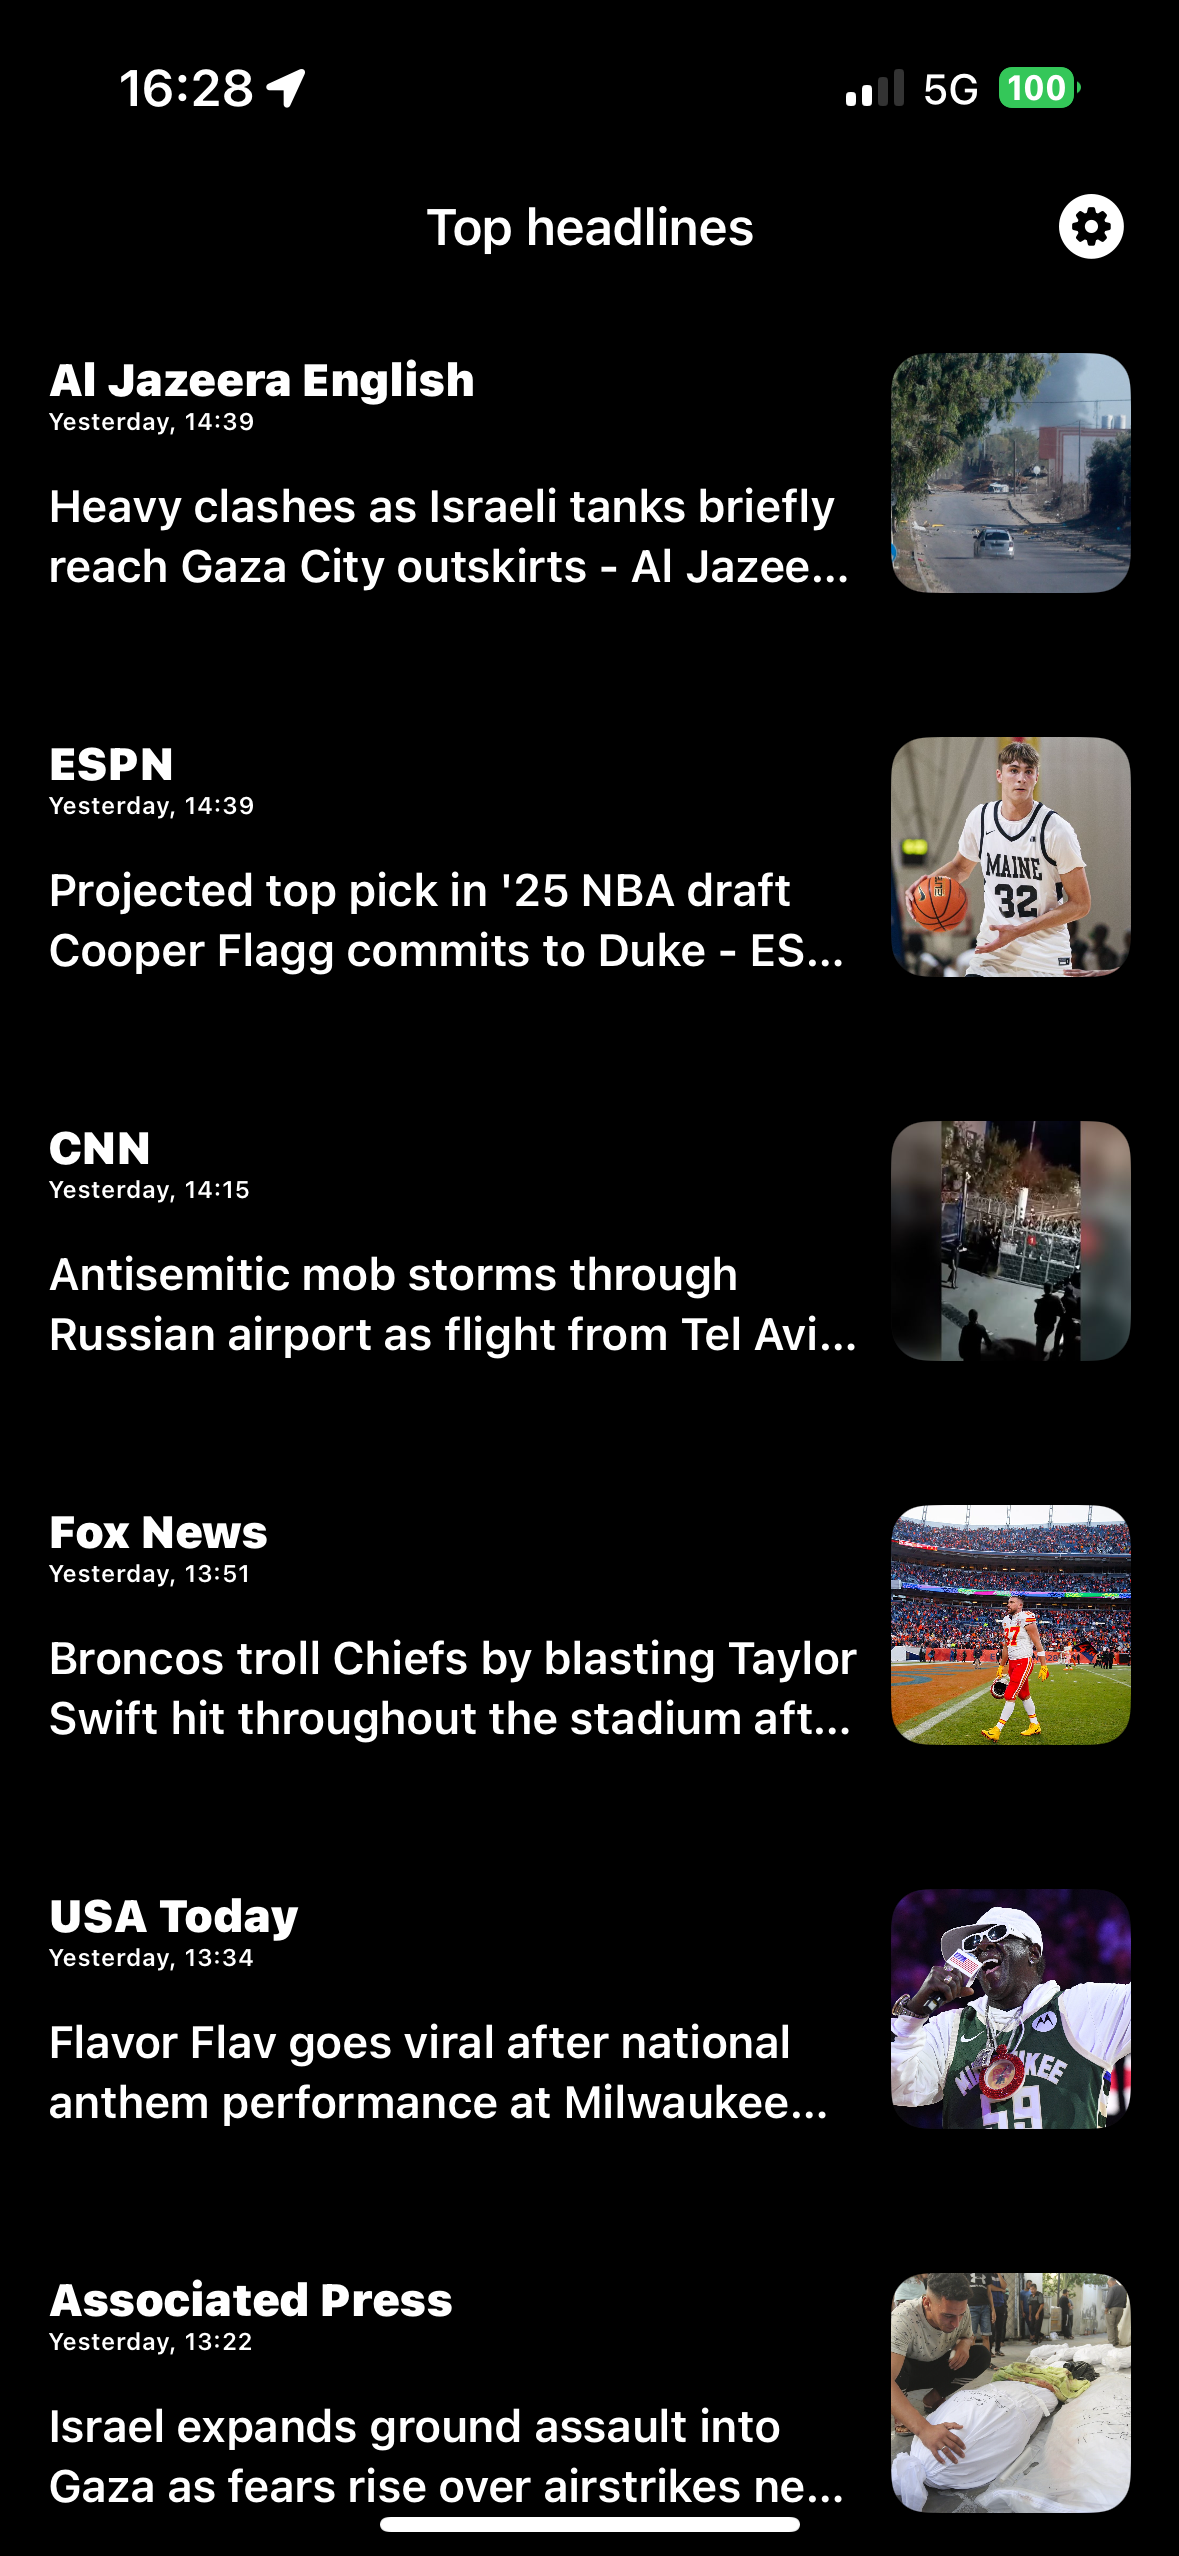 16:28 5G 100
Top headlines
Al Jazeera English
Yesterday, 14:39
Heavy clashes as Israeli tanks briefly
reach Gaza City outskirts - Al Jazee...
ESPN
Yesterday, 14:39
Projected top pick in '25 NBA draft
Cooper Flagg commits to Duke - ES...
MAINE
32
CNN
Yesterday, 14:15
Antisemitic mob storms through
Russian airport as flight from Tel Avi...
Fox News
Yesterday, 13:51
Broncos troll Chiefs by blasting Taylor
Swift hit throughout the stadium aft...
USA Today
Yesterday, 13:34
Flavor Flav goes viral after national
anthem performance at Milwaukee...
Associated Press
Yesterday, 13:22
Israel expands ground assault into
Gaza as fears rise over airstrikes ne...